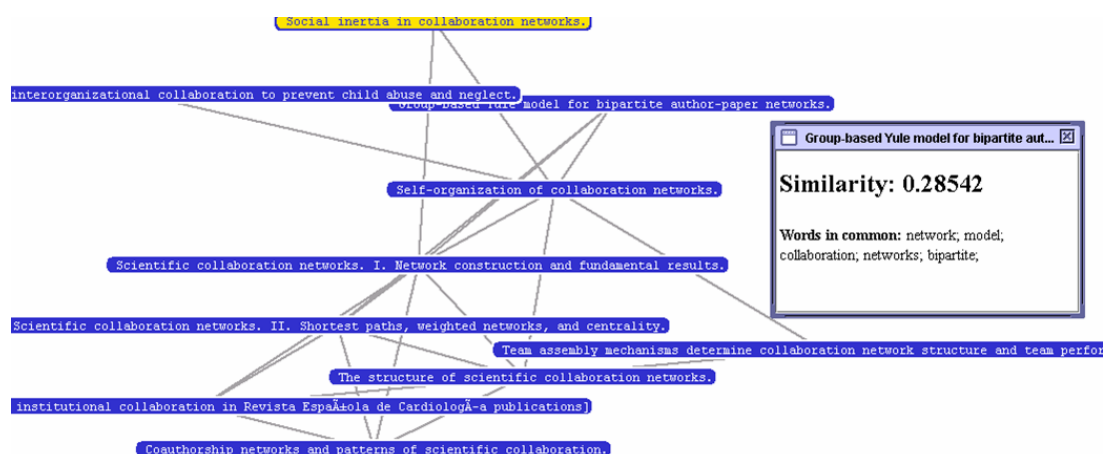 Social inertia in collaboration networks.
interorganizational collaboration to prevent child abuse and neglect.
Group-based Yule model for bipartite author-paper networks.
Group-based Yule model for bipartite aut...
Similarity: 0.28542
Words in common: network; model;
collaboration; networks; bipartite;
Self-organization of collaboration networks.
Scientific collaboration networks. I. Network construction and fundamental results.
Scientific collaboration networks. II. Shortest paths, weighted networks, and centrality.
Team assembly mechanisms determine collaboration network structure and team perfor
The structure of scientific collaboration networks.
institutional collaboration in Revista EspaÃ±ola de CardiologÃ-a publications]
Coauthorship networks and patterns of scientific collaboration.